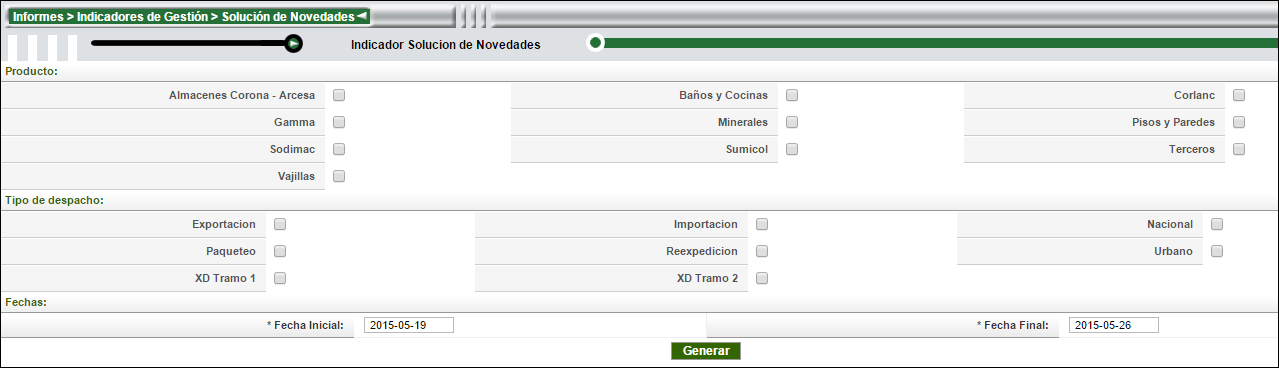 Informes > Indicadores de Gestión > Solución de Novedades
Indicador Solucion de Novedades
Producto:
Almacenes Corona - Arcesa Baños y Cocinas Corlanc
Gamma Minerales Pisos y Paredes
Sodimac Sumicol Terceros
Vajillas
Tipo de despacho:
Exportacion Importacion Nacional
Paqueteo Reexpedicion Urbano
XD Tramo 1 XD Tramo 2
Fechas:
* Fecha Inicial: 2015-05-19 * Fecha Final: 2015-05-26
Generar